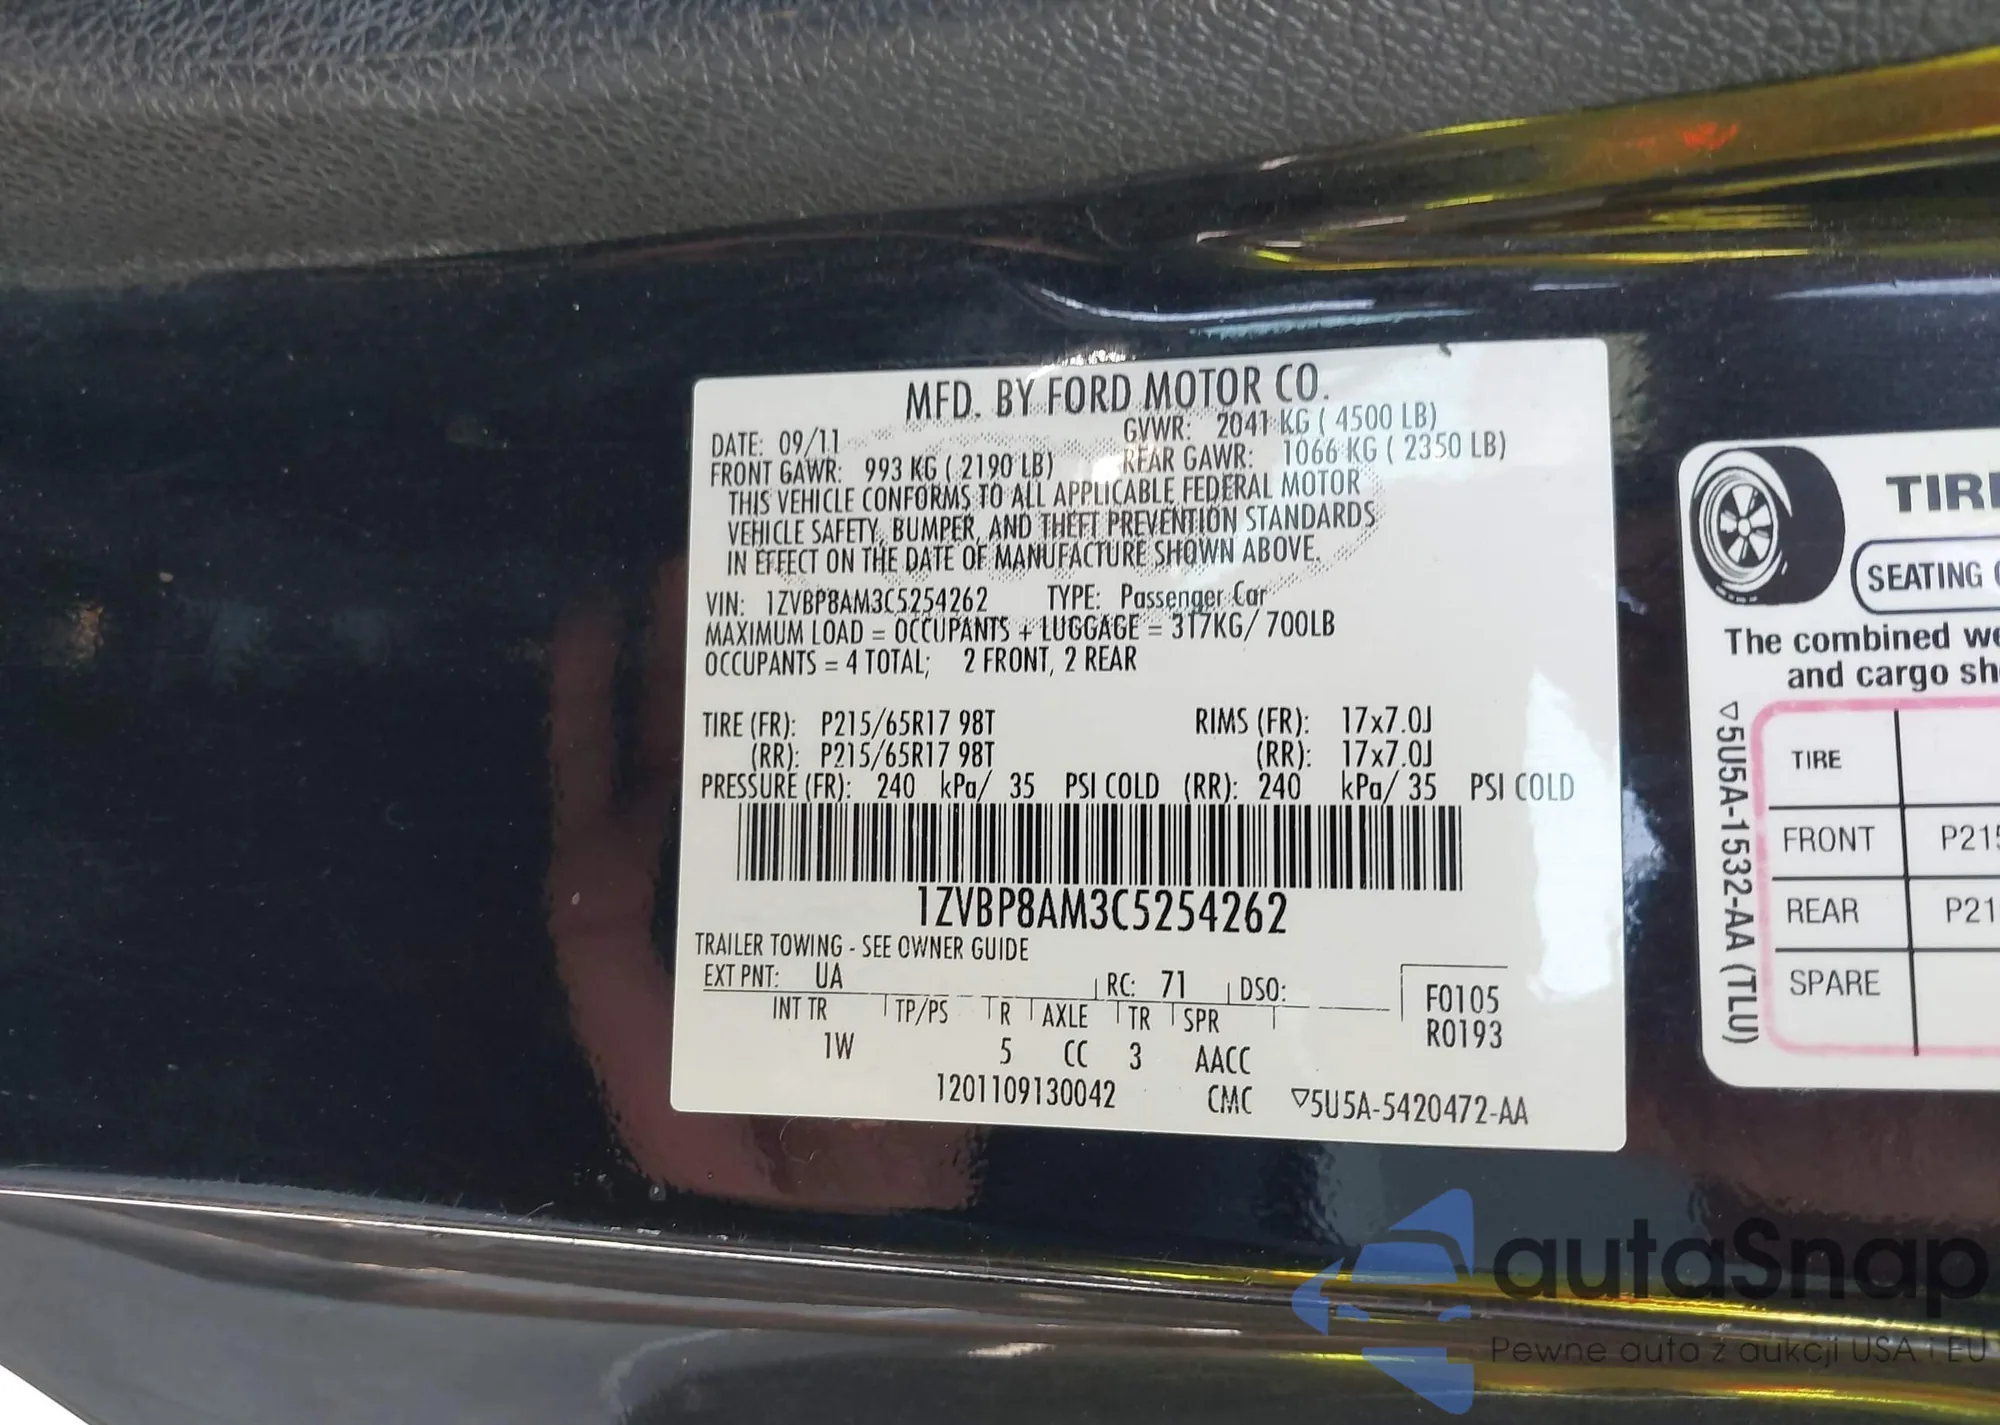 MFD. BY FORD MOTOR CO.
DATE: 09/11 GVWR: 2041 KG ( 4500 LB)
FRONT GAWR: 993 KG ( 2190 LB) REAR GAWR: 1066 KG ( 2350 LB)
THIS VEHICLE CONFORMS TO ALL APPLICABLE FEDERAL MOTOR
VEHICLE SAFETY, BUMPER, AND THEFT PREVENTION STANDARDS
IN EFFECT ON THE DATE OF MANUFACTURE SHOWN ABOVE.
VIN: 1ZVBP8AM3C5254262 TYPE: Passenger Car
MAXIMUM LOAD = OCCUPANTS + LUGGAGE = 317KG/ 700LB
OCCUPANTS = 4 TOTAL; 2 FRONT, 2 REAR
TIRE (FR): P215/65R17 98T RIMS (FR): 17x7.0J
(RR): P215/65R17 98T (RR): 17x7.0J
PRESSURE (FR): 240 kPa/ 35 PSI COLD (RR): 240 kPa/ 35 PSI COLD
1ZVBP8AM3C5254262
TRAILER TOWING - SEE OWNER GUIDE
EXT PNT: UA RC: 71 DSO:
INT TR TP/PS R AXLE TR SPR
1W 5 CC 3 AACC
F0105
R0193
1201109130042 CMC ▽5U5A-5420472-AA
TIRE
SEATING
The combined we
and cargo sh
▽5U5A-1532-AA (TLU)
TIRE
FRONT P215
REAR P21
SPARE
autaSnap
Pewne auta z aukcji USA i EU